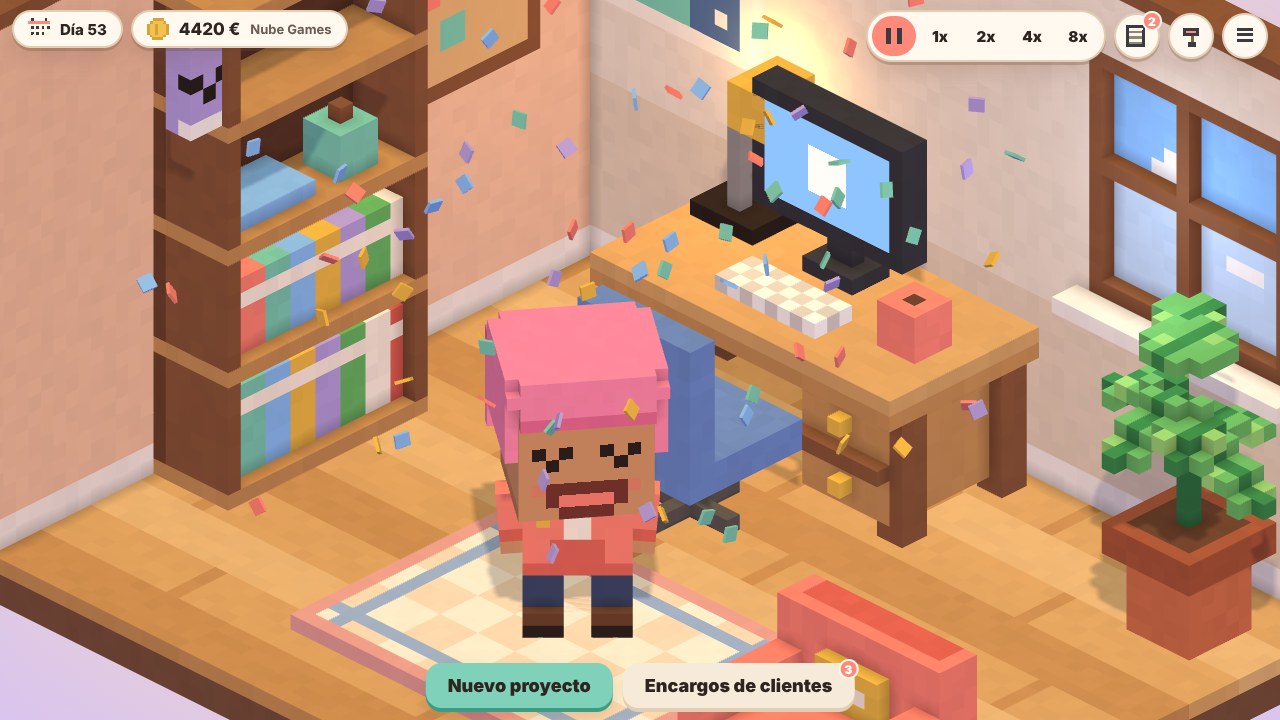 Día 53
4420 € Nube Games
1x 2x 4x 8x
2
Nuevo proyecto
Encargos de clientes
3